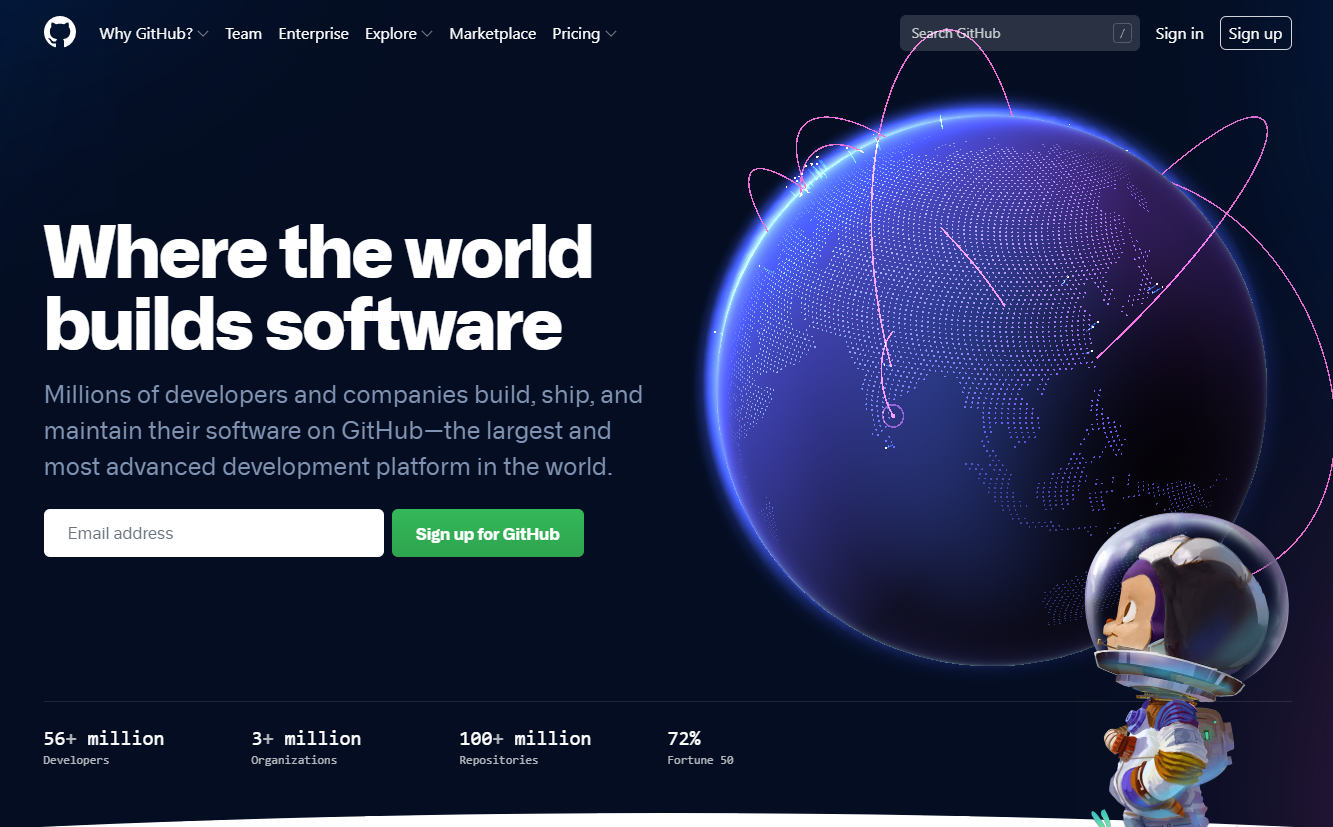 Why GitHub?
Team
Enterprise
Explore
Marketplace
Pricing
Search GitHub
/
Sign in
Sign up
Where the world
builds software
Millions of developers and companies build, ship, and
maintain their software on GitHub—the largest and
most advanced development platform in the world.
Email address
Sign up for GitHub
56+ million
Developers
3+ million
Organizations
100+ million
Repositories
72%
Fortune 50